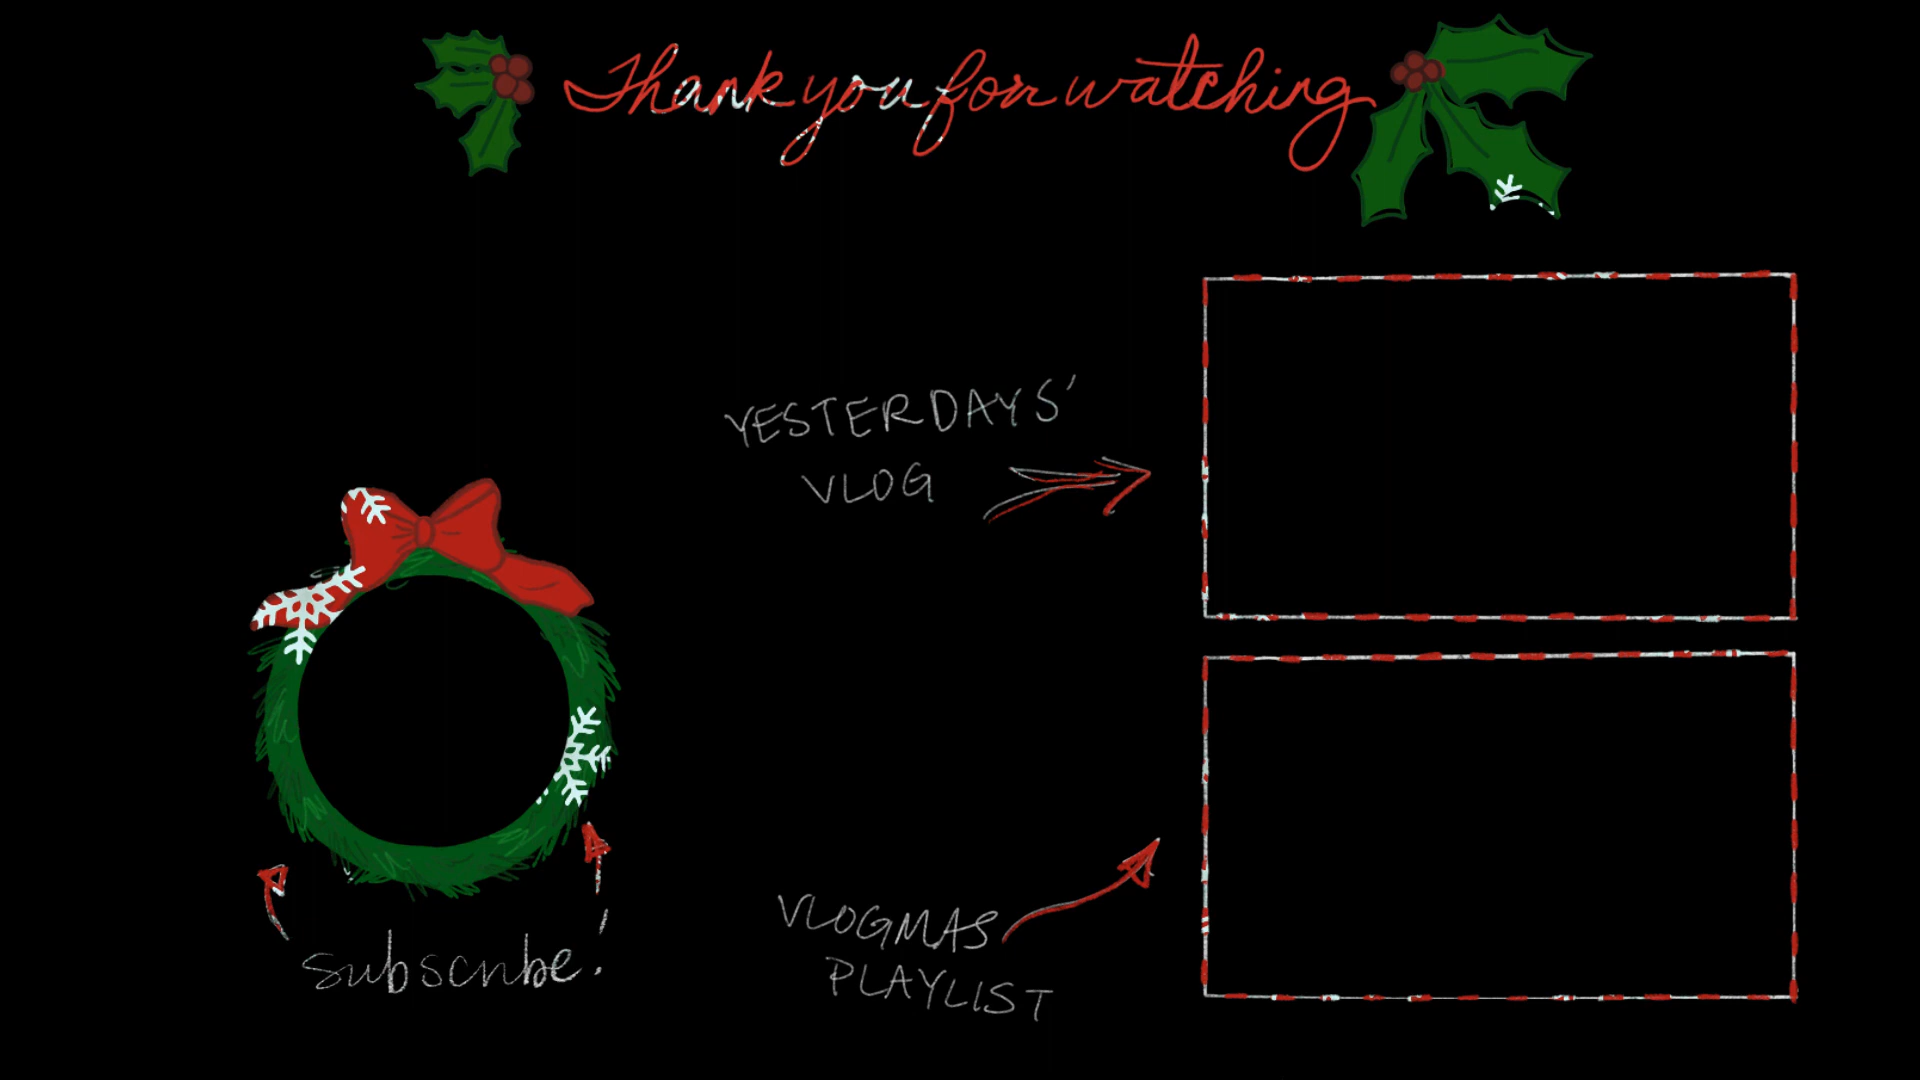 Thank you for watching
YESTERDAYS'
VLOG
VLOGMAS
PLAYLIST
subscribe.